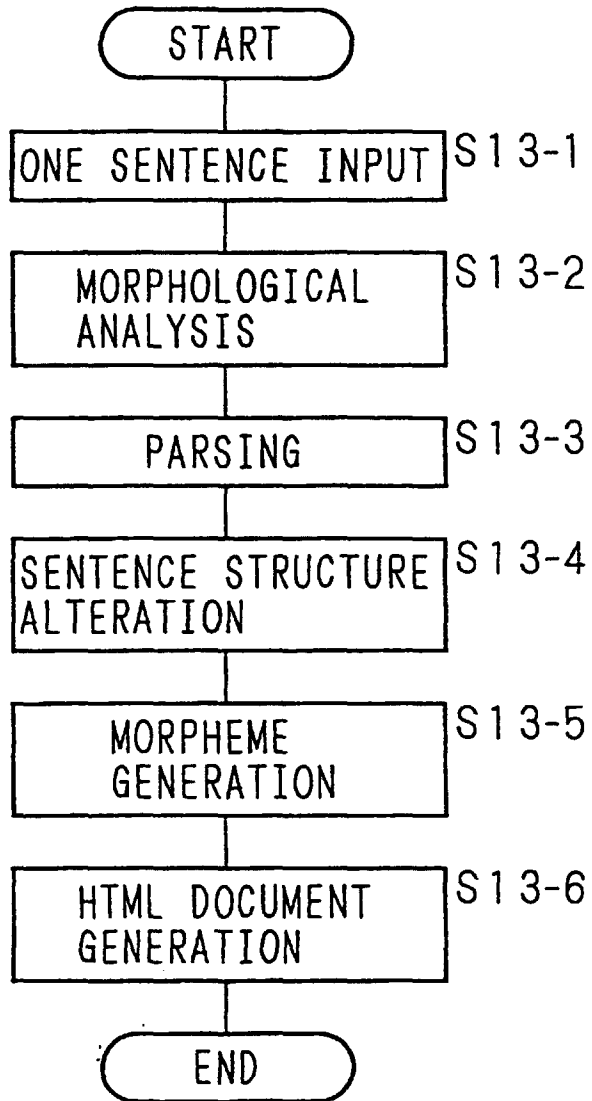 START
ONE SENTENCE INPUT S13-1
MORPHOLOGICAL S13-2
ANALYSIS
PARSING S13-3
SENTENCE STRUCTURE S13-4
ALTERATION
MORPHEME S13-5
GENERATION
HTML DOCUMENT S13-6
GENERATION
END